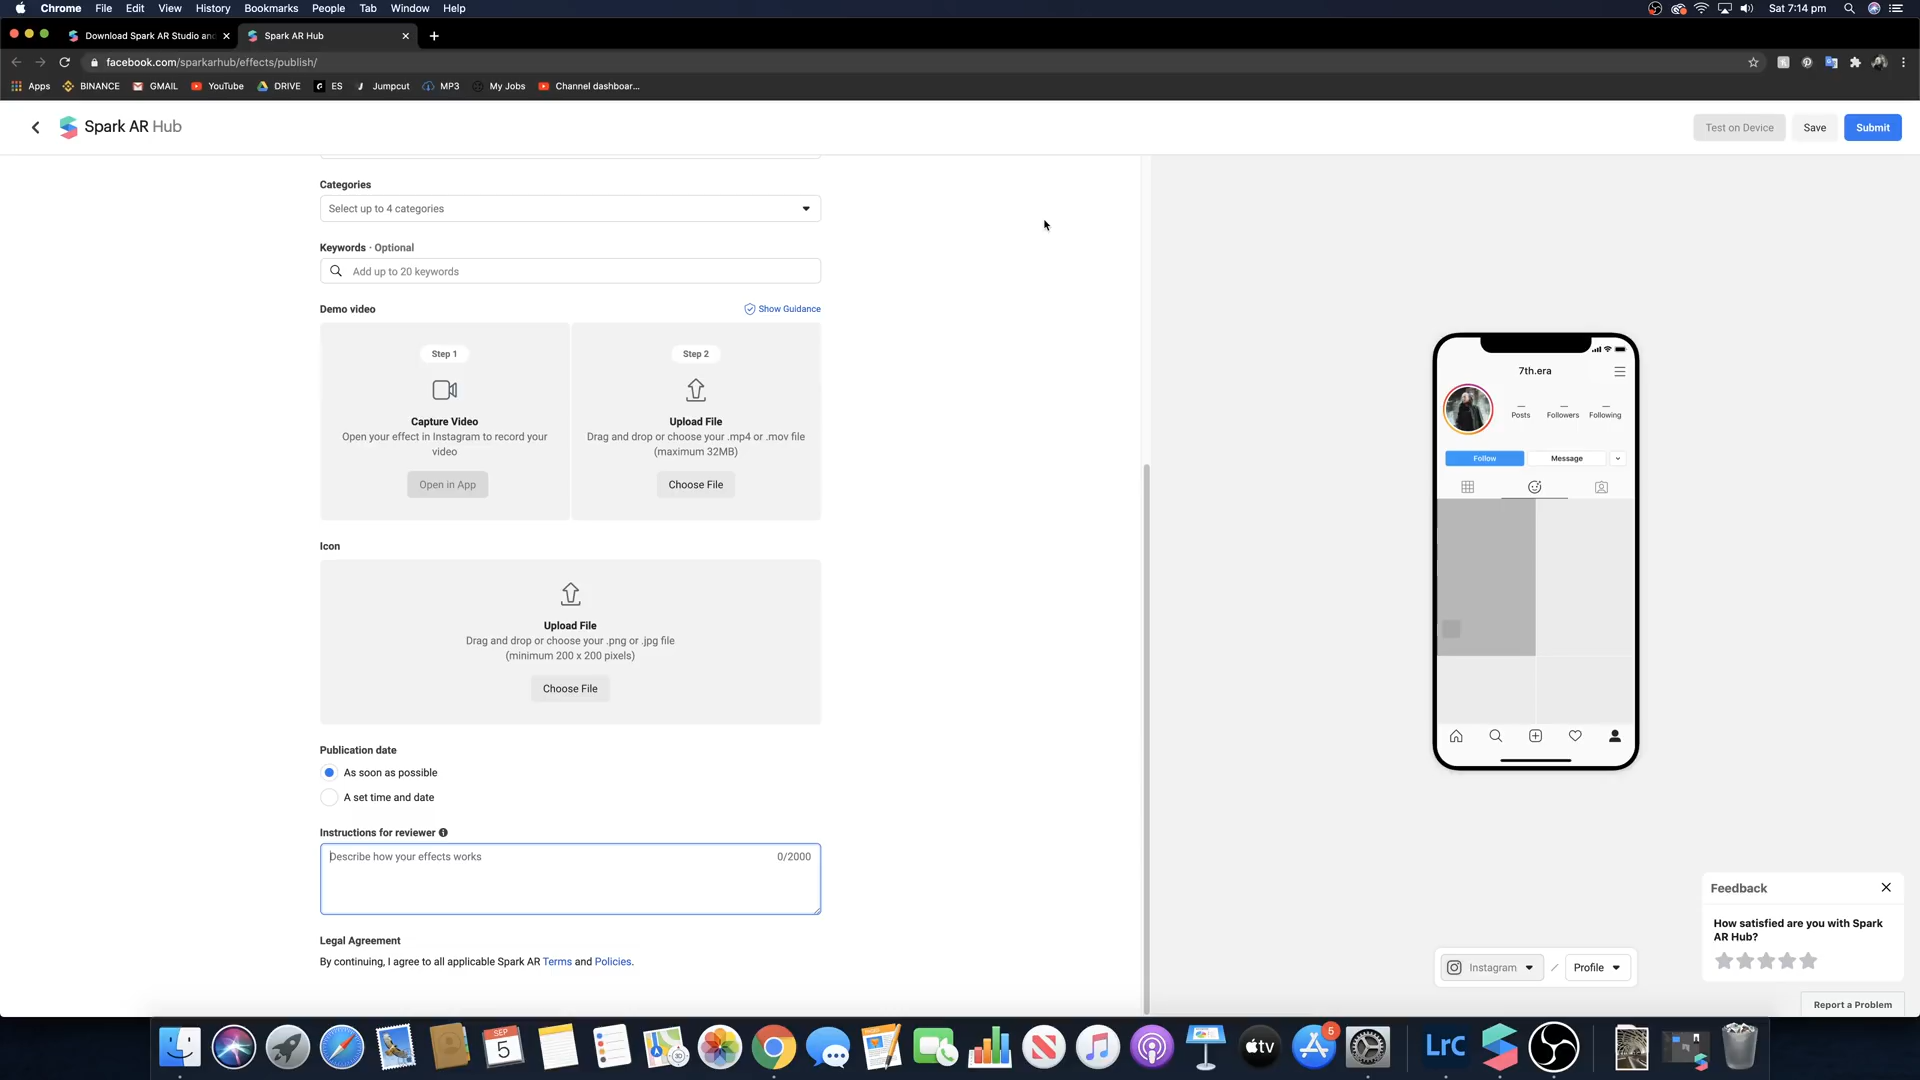 Chrome File Edit View History Bookmarks People Tab Window Help
Sat 7:14 pm
Download Spark AR Studio an
Spark AR Hub
facebook.com/sparkarhub/effects/publish/
Apps BINANCE GMAIL YouTube DRIVE ES Jumpcut MP3 My Jobs Channel dashboar...
Spark AR Hub
Test on Device Save Submit
Categories
Select up to 4 categories
Keywords · Optional
Add up to 20 keywords
Demo video
Show Guidance
Step 1
Capture Video
Open your effect in Instagram to record your
video
Open in App
Step 2
Upload File
Drag and drop or choose your .mp4 or .mov file
(maximum 32MB)
Choose File
Icon
Upload File
Drag and drop or choose your .png or .jpg file
(minimum 200 x 200 pixels)
Choose File
Publication date
As soon as possible
A set time and date
Instructions for reviewer
Describe how your effects works
0/2000
Legal Agreement
By continuing, I agree to all applicable Spark AR Terms and Policies.
7th.era
Posts Followers Following
Follow Message
Instagram / Profile
Feedback
How satisfied are you with Spark
AR Hub?
Report a Problem
SEP
5
3D
tv
5
LrC